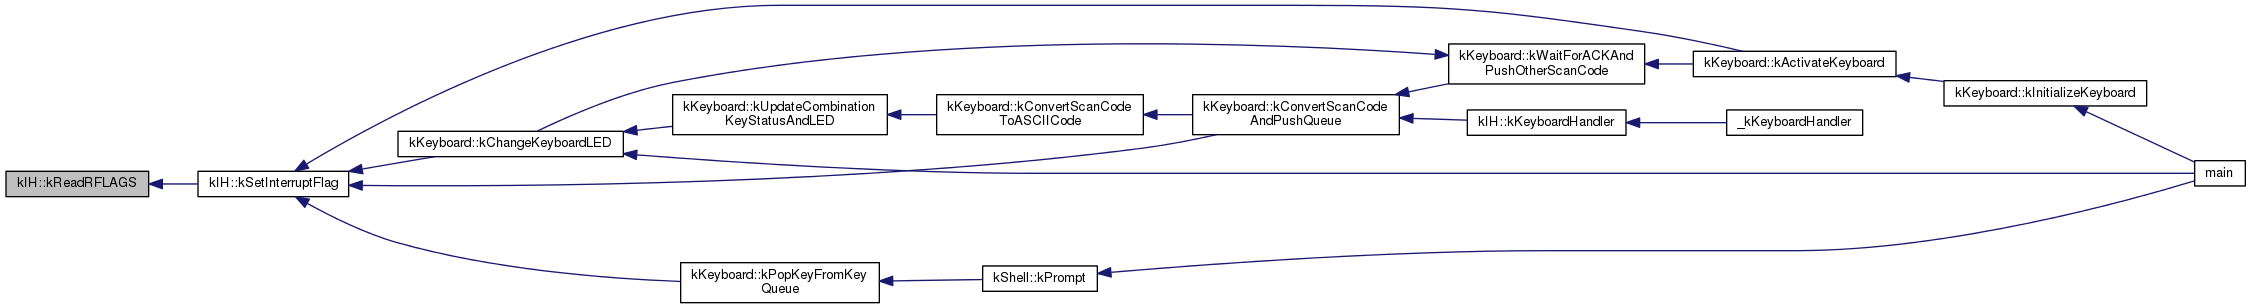 kIH::kReadRFLAGS
kIH::kSetInterruptFlag
kKeyboard::kChangeKeyboardLED
kKeyboard::kUpdateCombination
KeyStatusAndLED
kKeyboard::kConvertScanCode
ToASCIICode
kKeyboard::kConvertScanCode
AndPushQueue
kKeyboard::kWaitForACKAnd
PushOtherScanCode
kKeyboard::kActivateKeyboard
kKeyboard::kInitializeKeyboard
kIH::kKeyboardHandler
_kKeyboardHandler
main
kKeyboard::kPopKeyFromKey
Queue
kShell::kPrompt